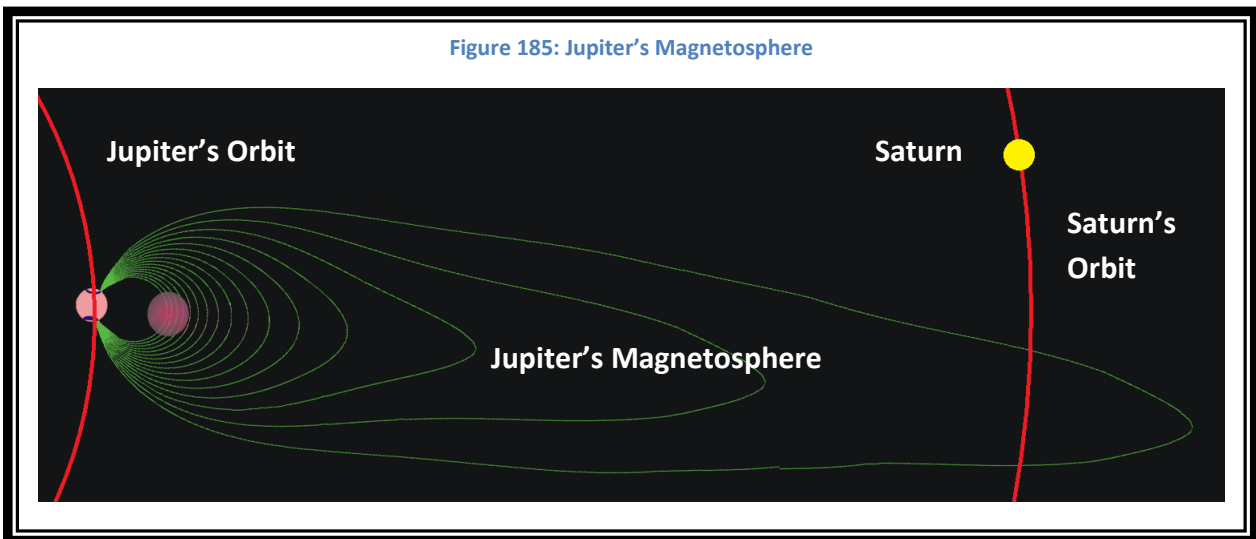 Figure 185: Jupiter’s Magnetosphere
Jupiter’s Orbit
Saturn
Saturn’s
Orbit
Jupiter’s Magnetosphere